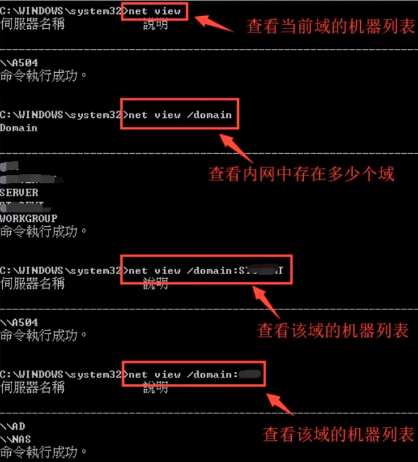 C:\WINDOWS\system32>net view
伺服器名稱 說明
查看当前域的机器列表
\\A504
命令執行成功。
C:\WINDOWS\system32>net view /domain
Domain
查看内网中存在多少个域
SERVER
WORKGROUP
命令執行成功。
C:\WINDOWS\system32>net view /domain:
伺服器名稱 說明
查看该域的机器列表
\\A504
命令執行成功。
C:\WINDOWS\system32>net view /domain:
伺服器名稱 說明
查看该域的机器列表
\\AD
\\NAS
命令執行成功。